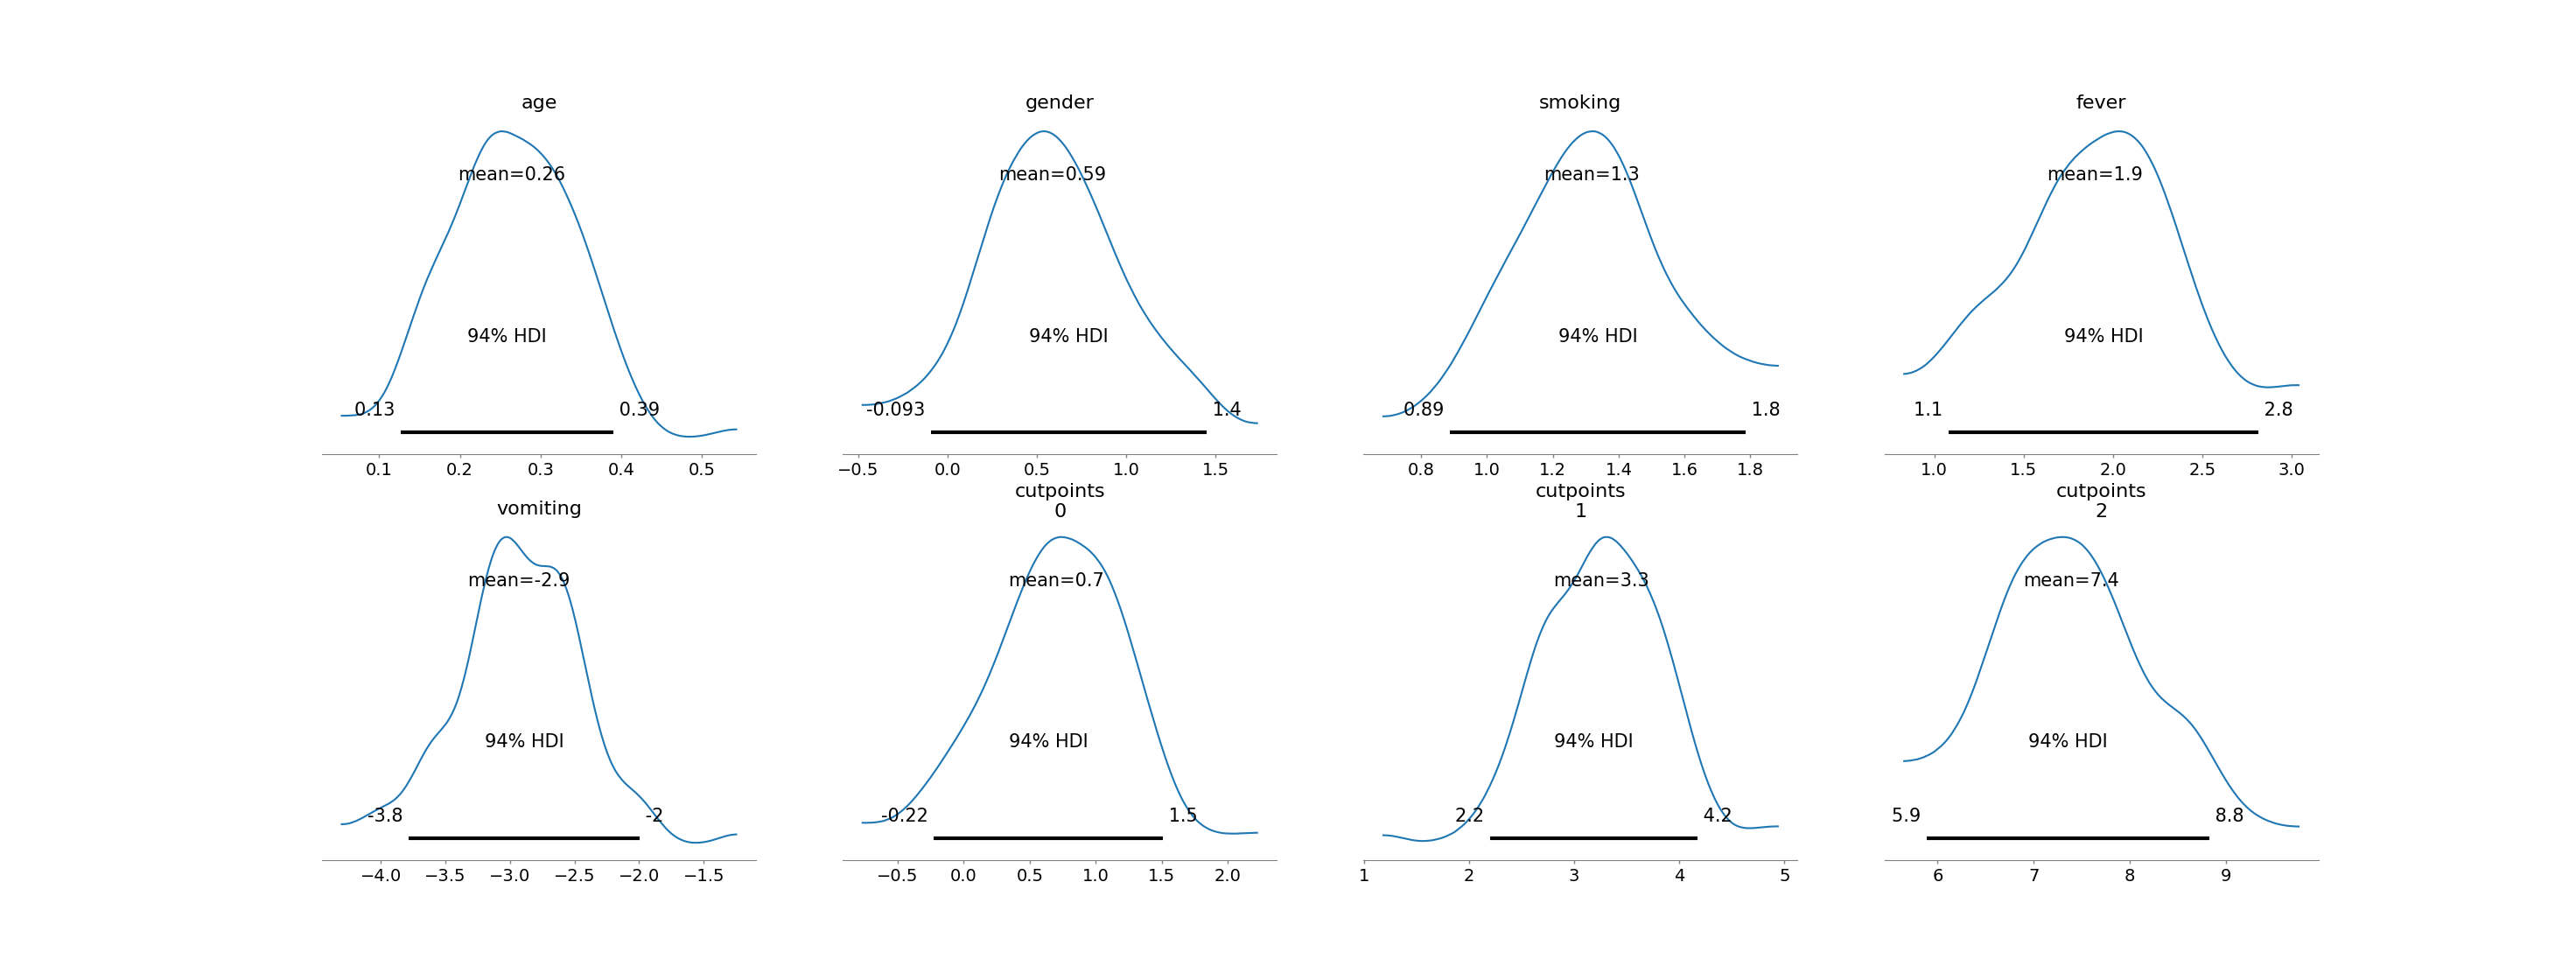 age
mean=0.26
94% HDI
0.13 0.39
0.1 0.2 0.3 0.4 0.5
gender
mean=0.59
94% HDI
-0.093 1.4
−0.5 0.0 0.5 1.0 1.5
smoking
mean=1.3
94% HDI
0.89 1.8
0.8 1.0 1.2 1.4 1.6 1.8
fever
mean=1.9
94% HDI
1.1 2.8
1.0 1.5 2.0 2.5 3.0
vomiting
mean=-2.9
94% HDI
-3.8 -2
−4.0 −3.5 −3.0 −2.5 −2.0 −1.5
cutpoints
0
mean=0.7
94% HDI
-0.22 1.5
−0.5 0.0 0.5 1.0 1.5 2.0
cutpoints
1
mean=3.3
94% HDI
2.2 4.2
1 2 3 4 5
cutpoints
2
mean=7.4
94% HDI
5.9 8.8
6 7 8 9